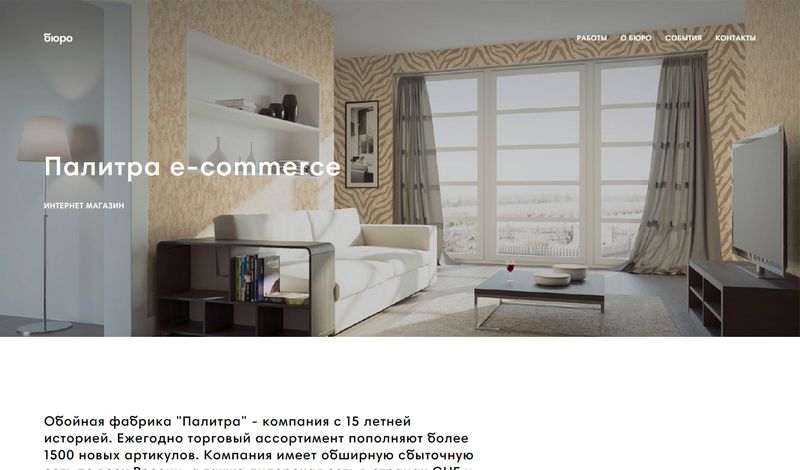 бюро
РАБОТЫ О БЮРО СОБЫТИЯ КОНТАКТЫ
Палитра e-commerce
ИНТЕРНЕТ МАГАЗИН
Обойная фабрика "Палитра" - компания с 15 летней
историей. Ежегодно торговый ассортимент пополняют более
1500 новых артикулов. Компания имеет обширную сбыточную